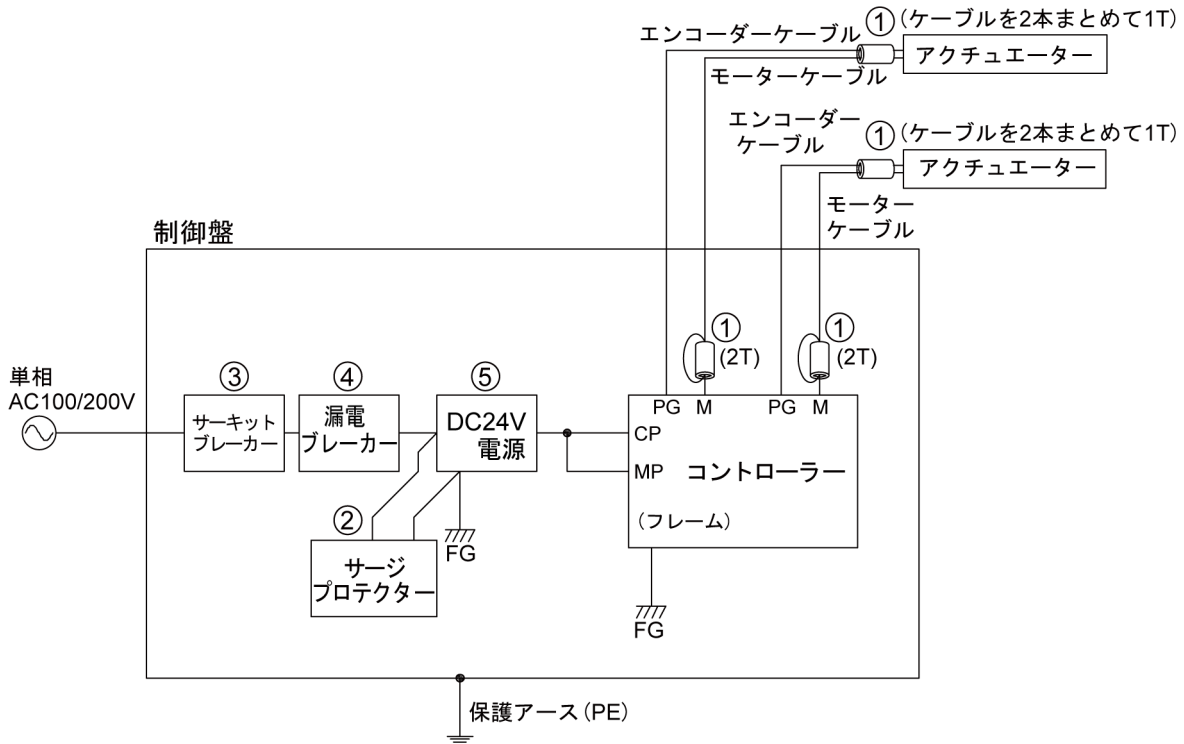 エンコーダーケーブル
① (ケーブルを2本まとめて1T)
アクチュエーター
モーターケーブル
エンコーダー
ケーブル
① (ケーブルを2本まとめて1T)
アクチュエーター
モーター
ケーブル
制御盤
①
(2T)
①
(2T)
単相
AC100/200V
③
サーキット
ブレーカー
④
漏電
ブレーカー
⑤
DC24V
電源
PG M
PG M
CP
MP
コントローラー
(フレーム)
②
サージ
プロテクター
FG
FG
保護アース(PE)